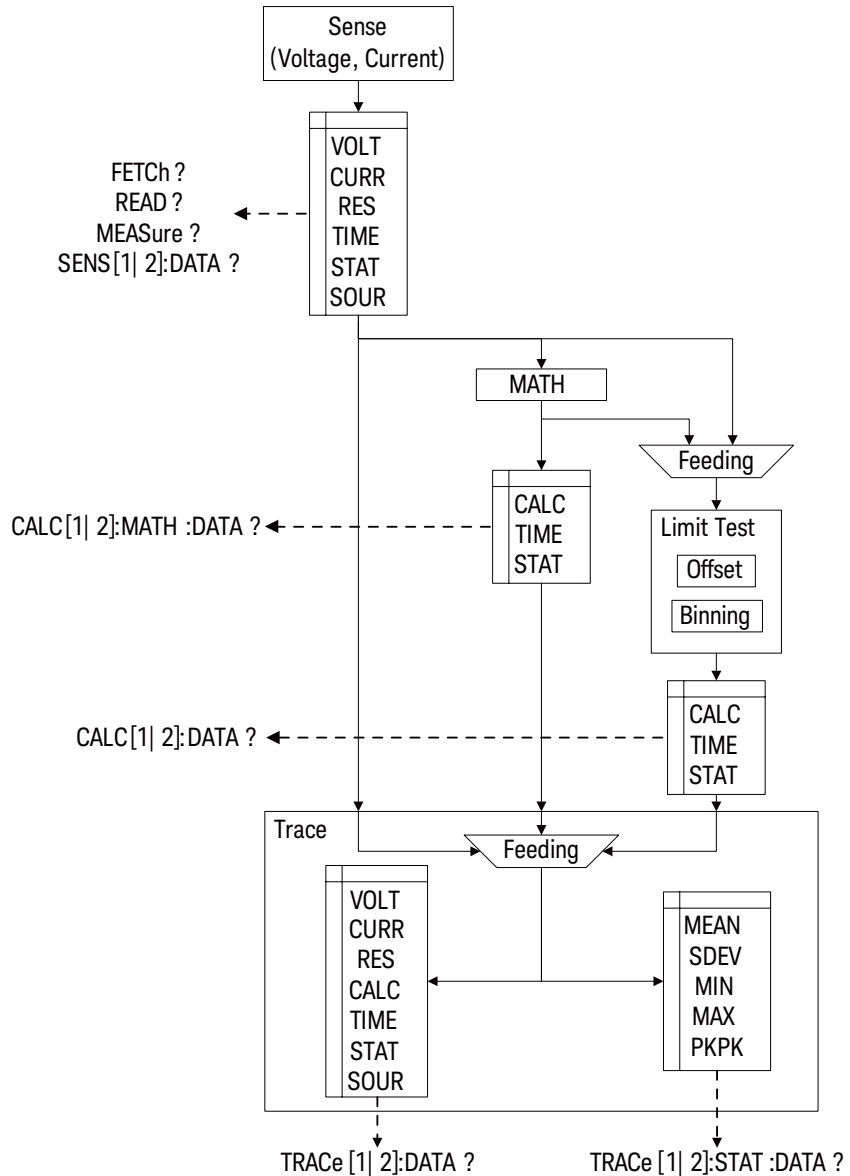 Sense
(Voltage, Current)
VOLT
CURR
RES
TIME
STAT
SOUR
FETCh ?
READ ?
MEASure ?
SENS[1| 2]:DATA ?
MATH
Feeding
CALC
TIME
STAT
CALC[1| 2]:MATH :DATA ?
Limit Test
Offset
Binning
CALC
TIME
STAT
CALC[1| 2]:DATA ?
Trace
Feeding
VOLT
CURR
RES
CALC
TIME
STAT
SOUR
MEAN
SDEV
MIN
MAX
PKPK
TRACe [1| 2]:DATA ?
TRACe [1| 2]:STAT :DATA ?